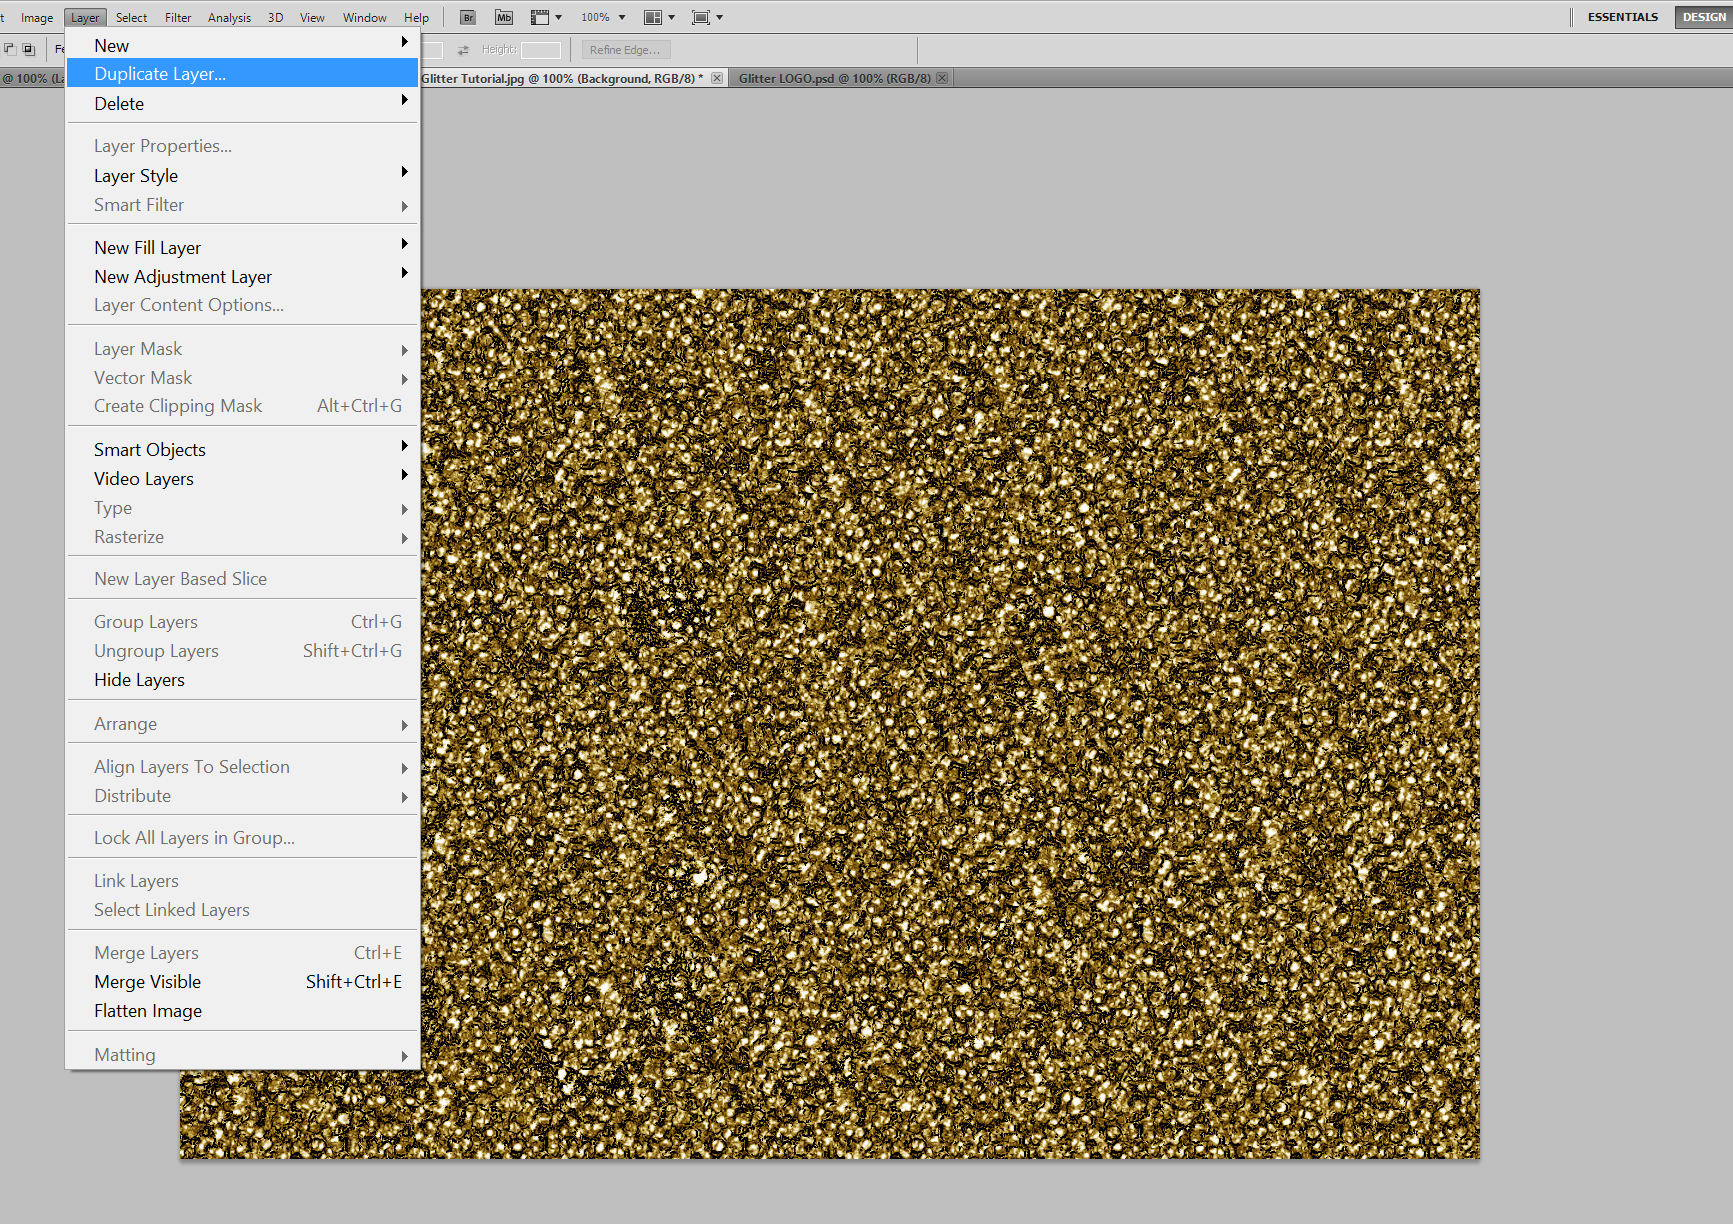 t Image Layer Select Filter Analysis 3D View Window Help Br Mb 100% ESSENTIALS DESIGN
Fe Height: Refine Edge...
@ 100% (La Glitter Tutorial.jpg @ 100% (Background, RGB/8) * Glitter LOGO.psd @ 100% (RGB/8)
New
Duplicate Layer...
Delete
Layer Properties...
Layer Style
Smart Filter
New Fill Layer
New Adjustment Layer
Layer Content Options...
Layer Mask
Vector Mask
Create Clipping Mask Alt+Ctrl+G
Smart Objects
Video Layers
Type
Rasterize
New Layer Based Slice
Group Layers Ctrl+G
Ungroup Layers Shift+Ctrl+G
Hide Layers
Arrange
Align Layers To Selection
Distribute
Lock All Layers in Group...
Link Layers
Select Linked Layers
Merge Layers Ctrl+E
Merge Visible Shift+Ctrl+E
Flatten Image
Matting